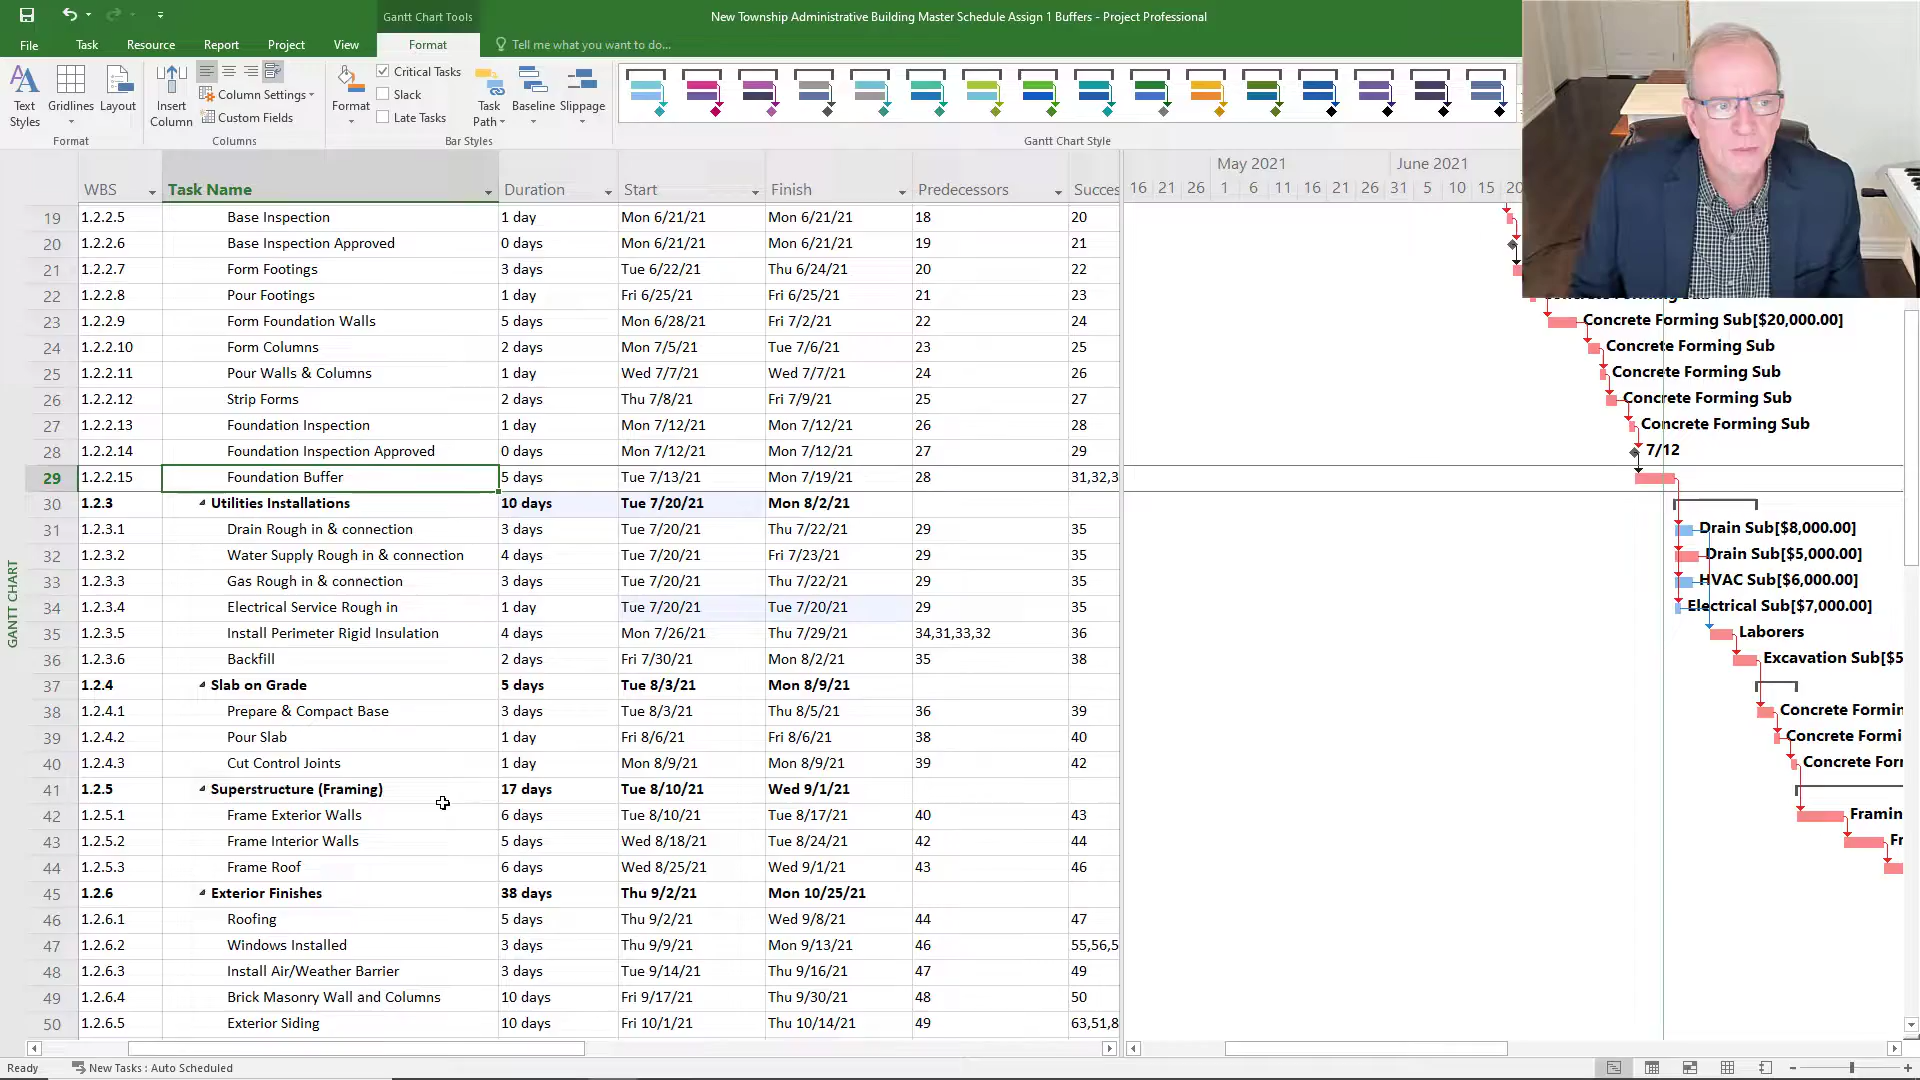 Gantt Chart Tools
New Township Administrative Building Master Schedule Assign 1 Buffers - Project Professional
File Task Resource Report Project View Format Tell me what you want to do...
Text Styles Gridlines Layout Insert Column Column Settings Custom Fields Format Critical Tasks Slack Late Tasks Task Path Baseline Slippage
Format Columns Bar Styles Gantt Chart Style
May 2021 June 2021
WBS Task Name Duration Start Finish Predecessors Succes 16 21 26 1 6 11 16 21 26 31 5 10 15 20
19 1.2.2.5 Base Inspection 1 day Mon 6/21/21 Mon 6/21/21 18 20
20 1.2.2.6 Base Inspection Approved 0 days Mon 6/21/21 Mon 6/21/21 19 21
21 1.2.2.7 Form Footings 3 days Tue 6/22/21 Thu 6/24/21 20 22
22 1.2.2.8 Pour Footings 1 day Fri 6/25/21 Fri 6/25/21 21 23
23 1.2.2.9 Form Foundation Walls 5 days Mon 6/28/21 Fri 7/2/21 22 24 Concrete Forming Sub[$20,000.00]
24 1.2.2.10 Form Columns 2 days Mon 7/5/21 Tue 7/6/21 23 25 Concrete Forming Sub
25 1.2.2.11 Pour Walls & Columns 1 day Wed 7/7/21 Wed 7/7/21 24 26 Concrete Forming Sub
26 1.2.2.12 Strip Forms 2 days Thu 7/8/21 Fri 7/9/21 25 27 Concrete Forming Sub
27 1.2.2.13 Foundation Inspection 1 day Mon 7/12/21 Mon 7/12/21 26 28 Concrete Forming Sub
28 1.2.2.14 Foundation Inspection Approved 0 days Mon 7/12/21 Mon 7/12/21 27 29 7/12
29 1.2.2.15 Foundation Buffer 5 days Tue 7/13/21 Mon 7/19/21 28 31,32,3
30 1.2.3 Utilities Installations 10 days Tue 7/20/21 Mon 8/2/21
31 1.2.3.1 Drain Rough in & connection 3 days Tue 7/20/21 Thu 7/22/21 29 35 Drain Sub[$8,000.00]
32 1.2.3.2 Water Supply Rough in & connection 4 days Tue 7/20/21 Fri 7/23/21 29 35 Drain Sub[$5,000.00]
33 1.2.3.3 Gas Rough in & connection 3 days Tue 7/20/21 Thu 7/22/21 29 35 HVAC Sub[$6,000.00]
34 1.2.3.4 Electrical Service Rough in 1 day Tue 7/20/21 Tue 7/20/21 29 35 Electrical Sub[$7,000.00]
35 1.2.3.5 Install Perimeter Rigid Insulation 4 days Mon 7/26/21 Thu 7/29/21 34,31,33,32 36 Laborers
36 1.2.3.6 Backfill 2 days Fri 7/30/21 Mon 8/2/21 35 38 Excavation Sub[$5
37 1.2.4 Slab on Grade 5 days Tue 8/3/21 Mon 8/9/21
38 1.2.4.1 Prepare & Compact Base 3 days Tue 8/3/21 Thu 8/5/21 36 39 Concrete Formin
39 1.2.4.2 Pour Slab 1 day Fri 8/6/21 Fri 8/6/21 38 40 Concrete Formi
40 1.2.4.3 Cut Control Joints 1 day Mon 8/9/21 Mon 8/9/21 39 42 Concrete For
41 1.2.5 Superstructure (Framing) 17 days Tue 8/10/21 Wed 9/1/21
42 1.2.5.1 Frame Exterior Walls 6 days Tue 8/10/21 Tue 8/17/21 40 43 Framin
43 1.2.5.2 Frame Interior Walls 5 days Wed 8/18/21 Tue 8/24/21 42 44 Fr
44 1.2.5.3 Frame Roof 6 days Wed 8/25/21 Wed 9/1/21 43 46
45 1.2.6 Exterior Finishes 38 days Thu 9/2/21 Mon 10/25/21
46 1.2.6.1 Roofing 5 days Thu 9/2/21 Wed 9/8/21 44 47
47 1.2.6.2 Windows Installed 3 days Thu 9/9/21 Mon 9/13/21 46 55,56,5
48 1.2.6.3 Install Air/Weather Barrier 3 days Tue 9/14/21 Thu 9/16/21 47 49
49 1.2.6.4 Brick Masonry Wall and Columns 10 days Fri 9/17/21 Thu 9/30/21 48 50
50 1.2.6.5 Exterior Siding 10 days Fri 10/1/21 Thu 10/14/21 49 63,51,8
GANTT CHART
Ready New Tasks : Auto Scheduled